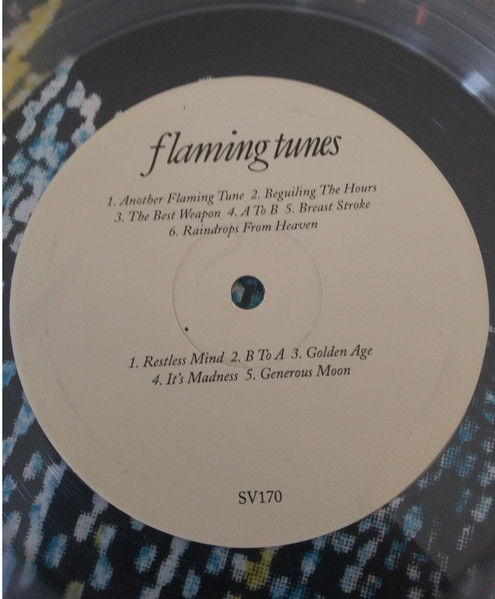 flaming tunes
1. Another Flaming Tune 2. Beguiling The Hours
3. The Best Weapon 4. A To B 5. Breast Stroke
6. Raindrops From Heaven
1. Restless Mind 2. B To A 3. Golden Age
4. It's Madness 5. Generous Moon
SV170